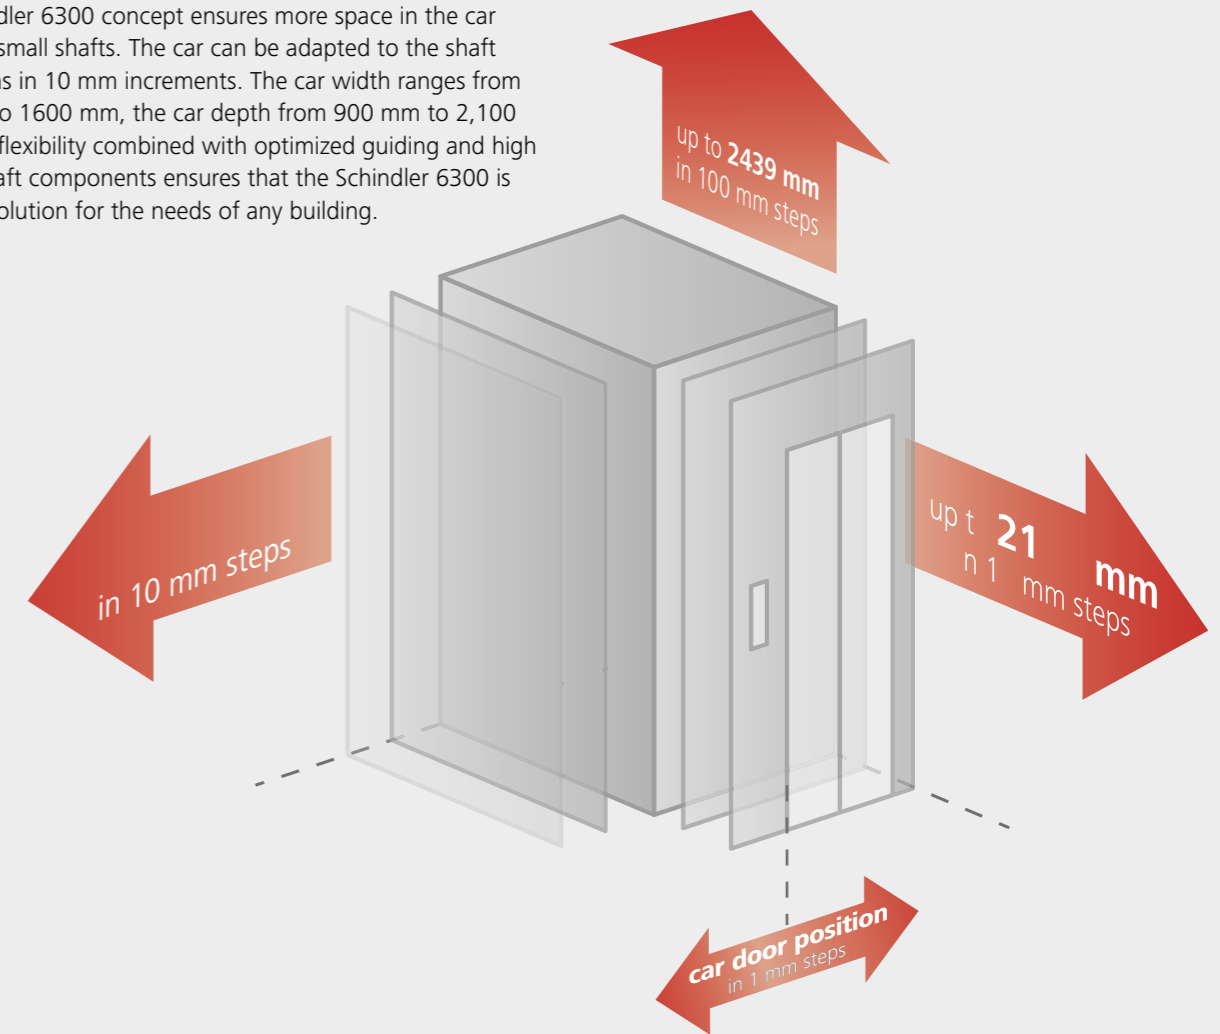 dler 6300 concept ensures more space in the car
small shafts. The car can be adapted to the shaft
s in 10 mm increments. The car width ranges from
o 1600 mm, the car depth from 900 mm to 2,100
flexibility combined with optimized guiding and high
aft components ensures that the Schindler 6300 is
olution for the needs of any building.
up to 2439 mm
in 100 mm steps
in 10 mm steps
up t 21 mm
n 1 mm steps
car door position
in 1 mm steps